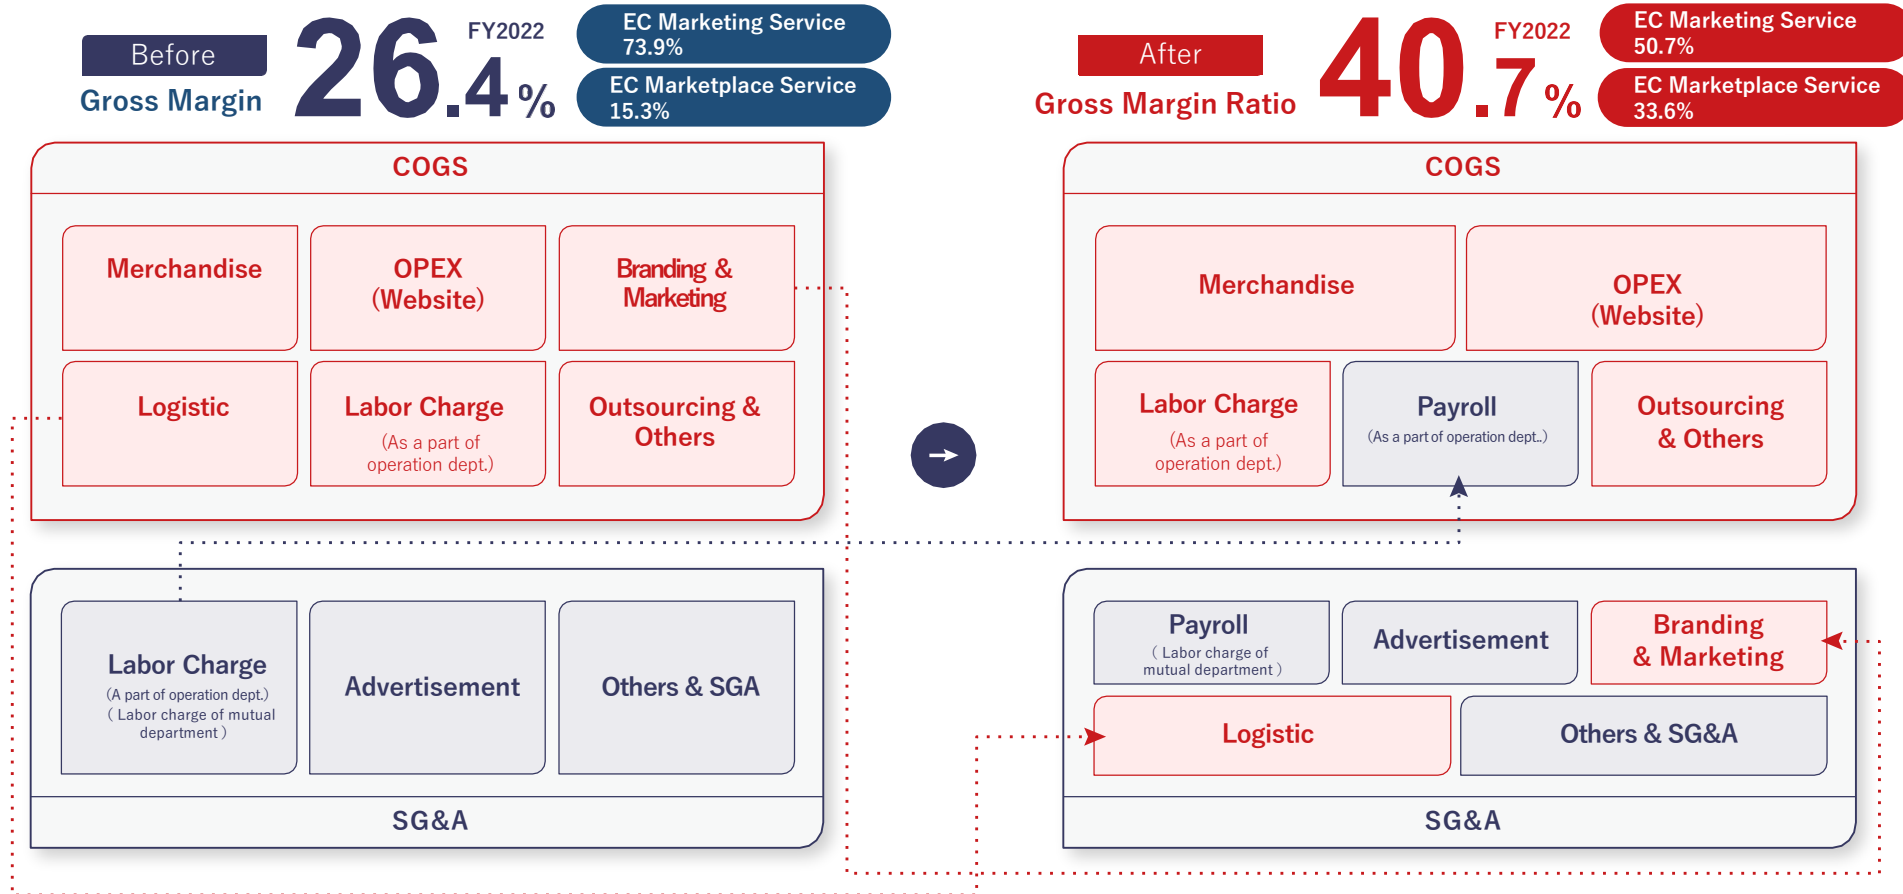 Before
Gross Margin
26.4%
FY2022
EC Marketing Service
73.9%
EC Marketplace Service
15.3%
COGS
Merchandise
OPEX
(Website)
Branding &
Marketing
Logistic
Labor Charge
(As a part of
operation dept.)
Outsourcing &
Others
Labor Charge
(A part of operation dept.)
( Labor charge of mutual
department )
Advertisement
Others & SGA
SG&A
After
Gross Margin Ratio
40.7%
FY2022
EC Marketing Service
50.7%
EC Marketplace Service
33.6%
COGS
Merchandise
OPEX
(Website)
Labor Charge
(As a part of
operation dept.)
Payroll
(As a part of operation dept..)
Outsourcing
& Others
Payroll
( Labor charge of
mutual department )
Advertisement
Branding
& Marketing
Logistic
Others & SG&A
SG&A